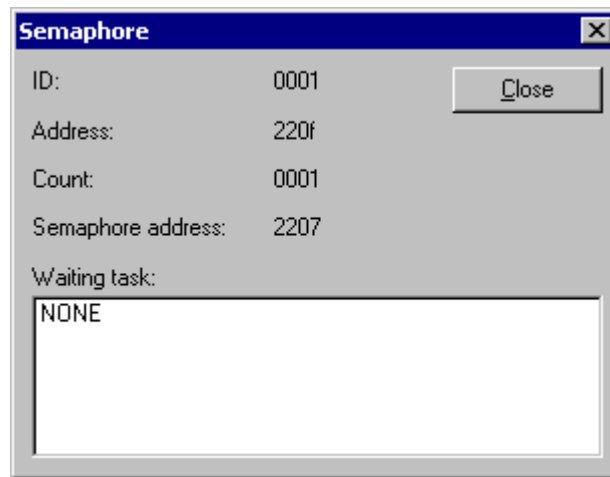 Semaphore
ID: 0001
Close
Address: 220f
Count: 0001
Semaphore address: 2207
Waiting task:
NONE